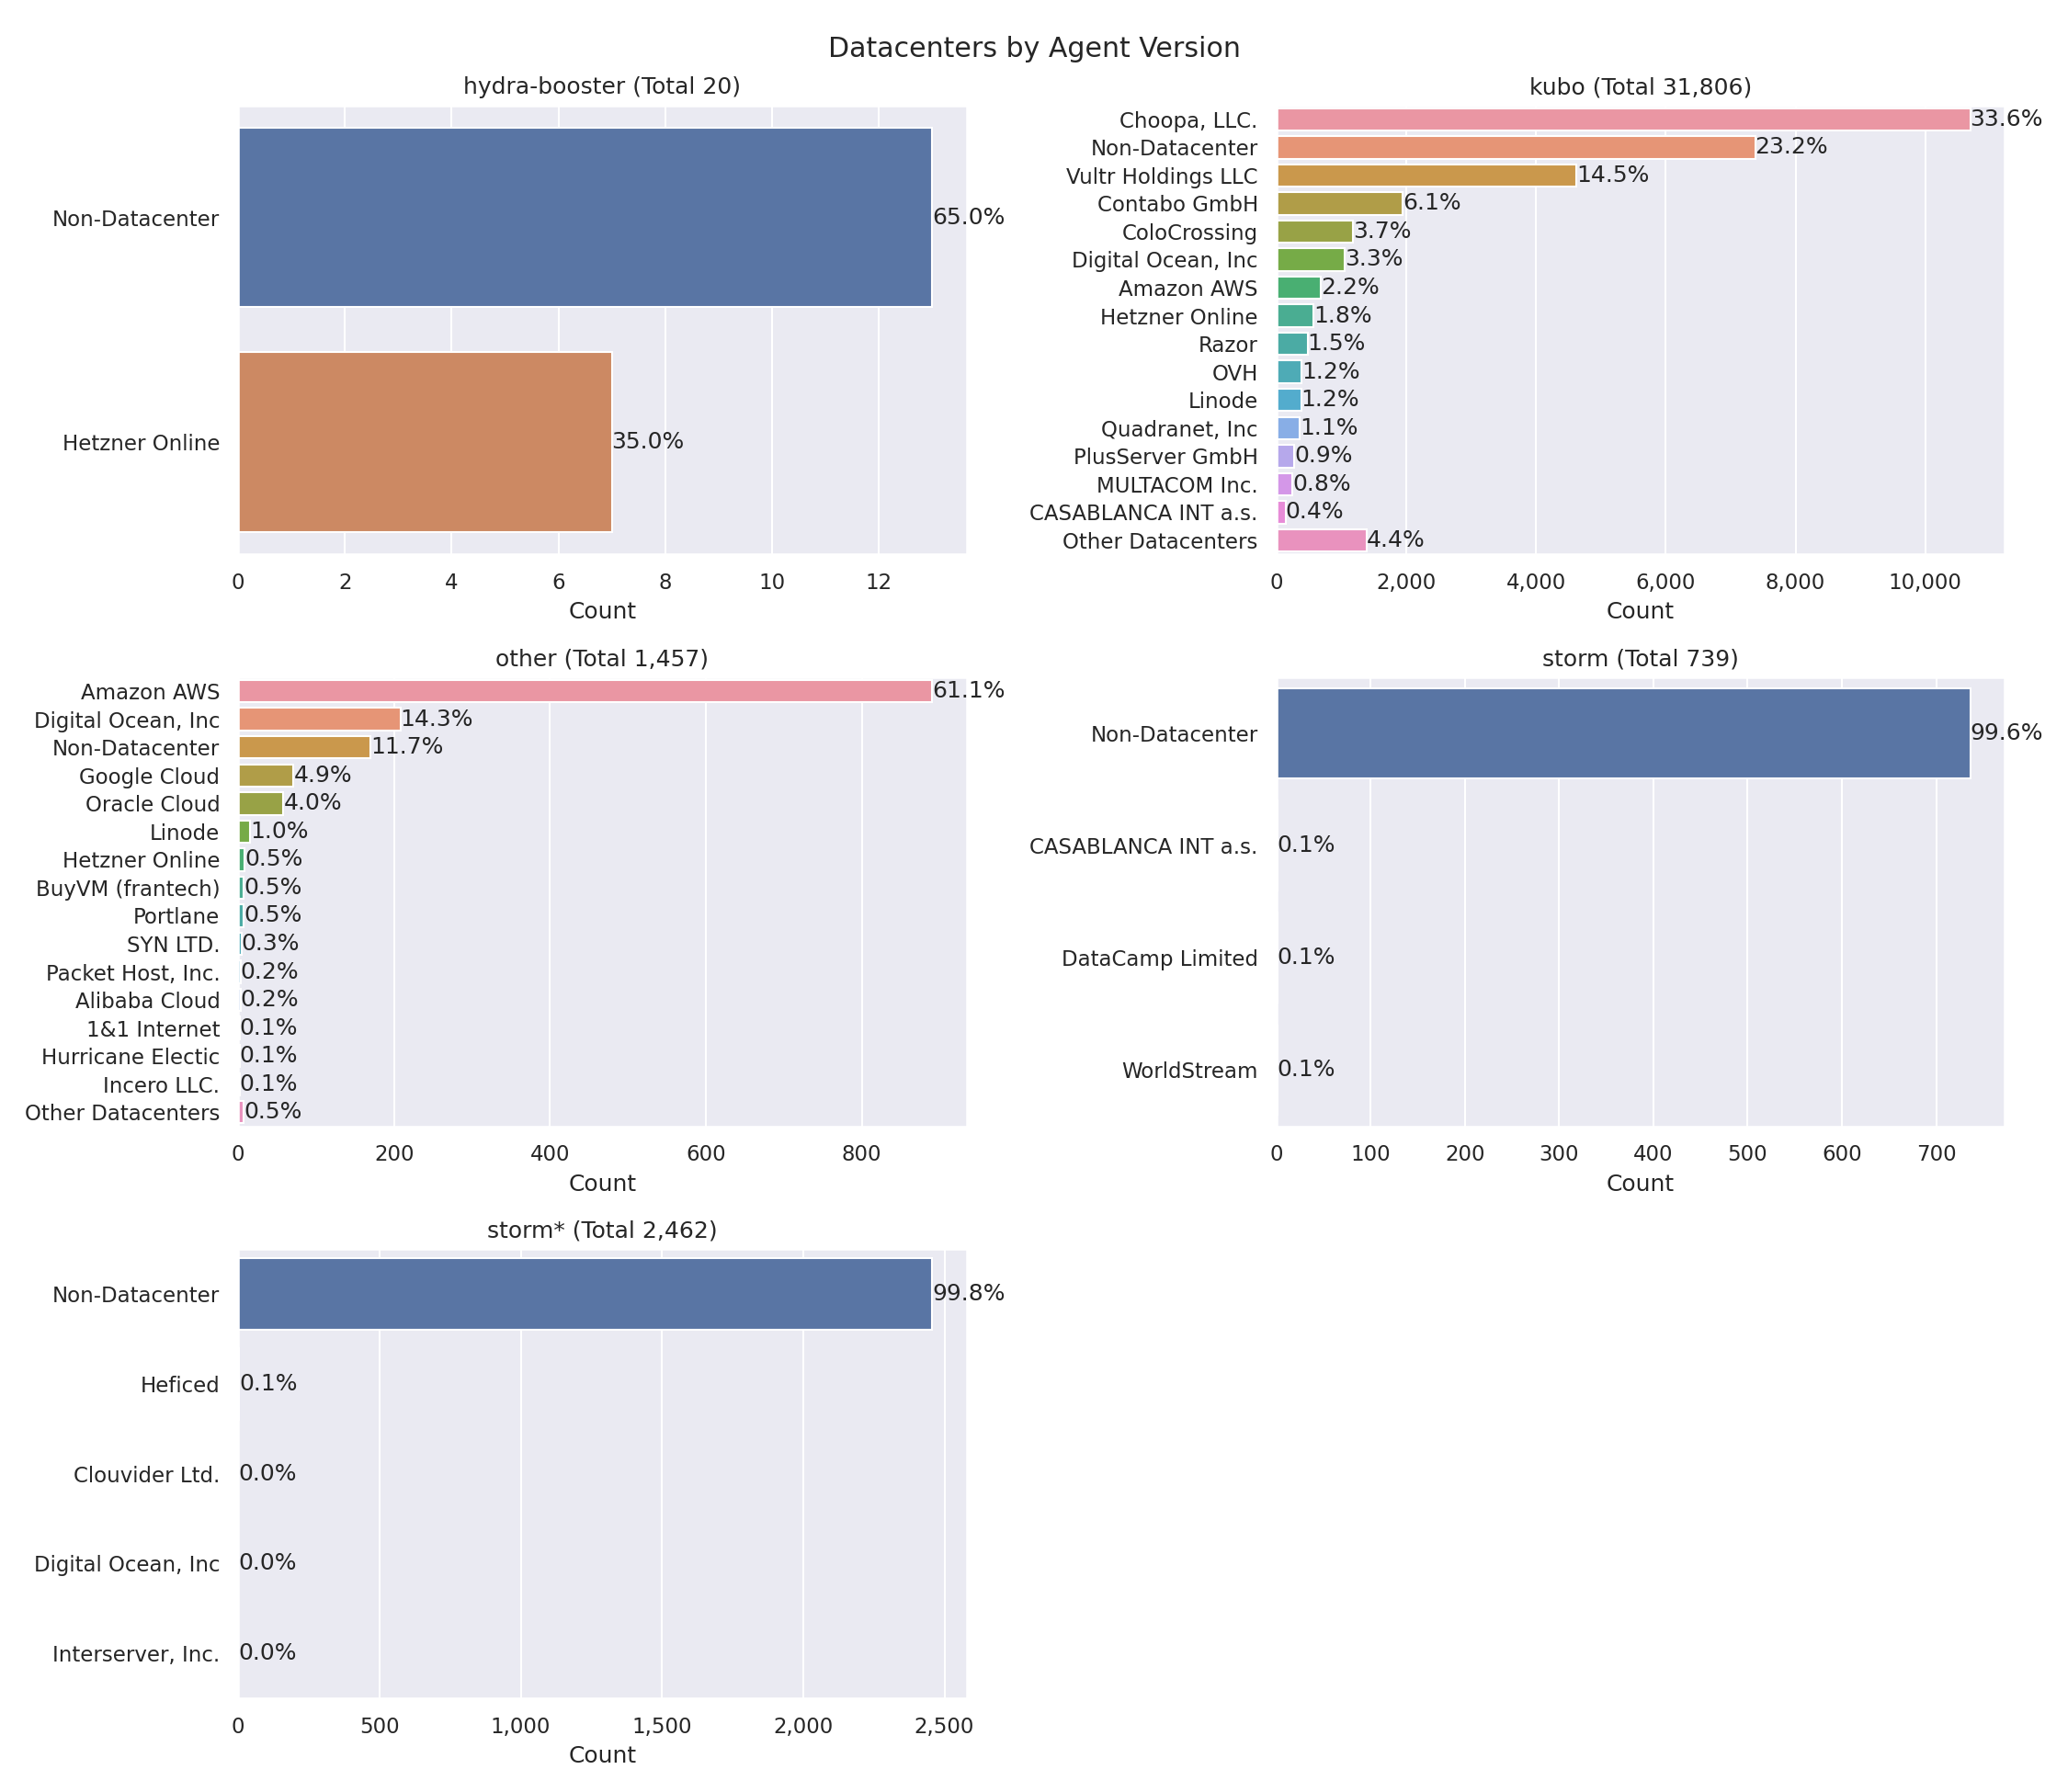 Datacenters by Agent Version
hydra-booster (Total 20)
Non-Datacenter
65.0%
Hetzner Online
35.0%
0 2 4 6 8 10 12
Count
kubo (Total 31,806)
Choopa, LLC. 33.6%
Non-Datacenter 23.2%
Vultr Holdings LLC 14.5%
Contabo GmbH 6.1%
ColoCrossing 3.7%
Digital Ocean, Inc 3.3%
Amazon AWS 2.2%
Hetzner Online 1.8%
Razor 1.5%
OVH 1.2%
Linode 1.2%
Quadranet, Inc 1.1%
PlusServer GmbH 0.9%
MULTACOM Inc. 0.8%
CASABLANCA INT a.s. 0.4%
Other Datacenters 4.4%
0 2,000 4,000 6,000 8,000 10,000
Count
other (Total 1,457)
Amazon AWS 61.1%
Digital Ocean, Inc 14.3%
Non-Datacenter 11.7%
Google Cloud 4.9%
Oracle Cloud 4.0%
Linode 1.0%
Hetzner Online 0.5%
BuyVM (frantech) 0.5%
Portlane 0.5%
SYN LTD. 0.3%
Packet Host, Inc. 0.2%
Alibaba Cloud 0.2%
1&1 Internet 0.1%
Hurricane Electic 0.1%
Incero LLC. 0.1%
Other Datacenters 0.5%
0 200 400 600 800
Count
storm (Total 739)
Non-Datacenter 99.6%
CASABLANCA INT a.s. 0.1%
DataCamp Limited 0.1%
WorldStream 0.1%
0 100 200 300 400 500 600 700
Count
storm* (Total 2,462)
Non-Datacenter 99.8%
Heficed 0.1%
Clouvider Ltd. 0.0%
Digital Ocean, Inc 0.0%
Interserver, Inc. 0.0%
0 500 1,000 1,500 2,000 2,500
Count